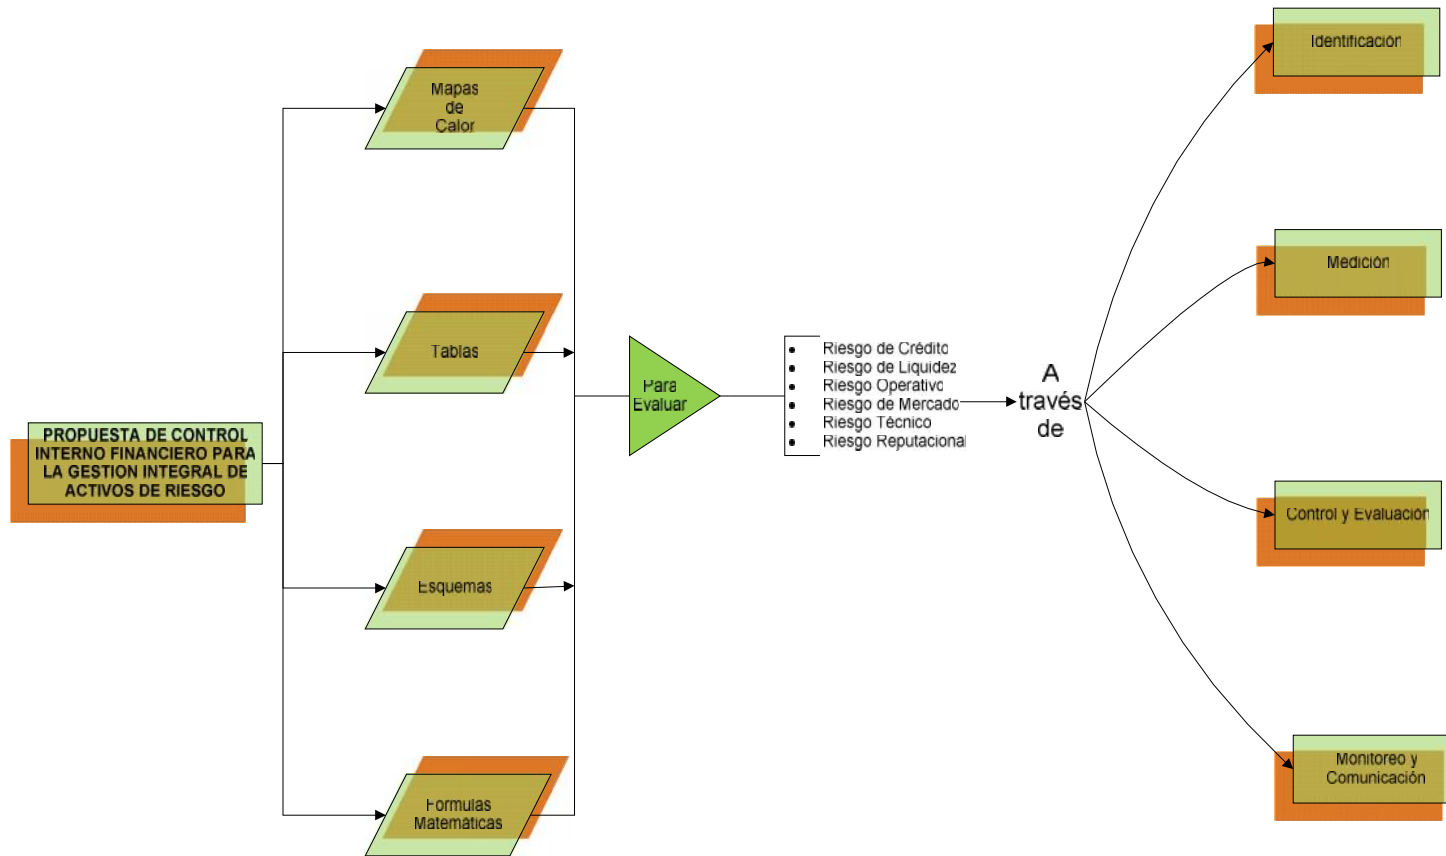 PROPUESTA DE CONTROL
INTERNO FINANCIERO PARA
LA GESTION INTEGRAL DE
ACTIVOS DE RIESGO
Mapas
de
Calor
Tablas
Esquemas
Formulas
Matemáticas
Para
Evaluar
Riesgo de Crédito
Riesgo de Liquidez
Riesgo Operativo
Riesgo de Mercado
Riesgo Técnico
Riesgo Reputacional
A
través
de
Identificación
Medición
Control y Evaluación
Monitoreo y
Comunicación